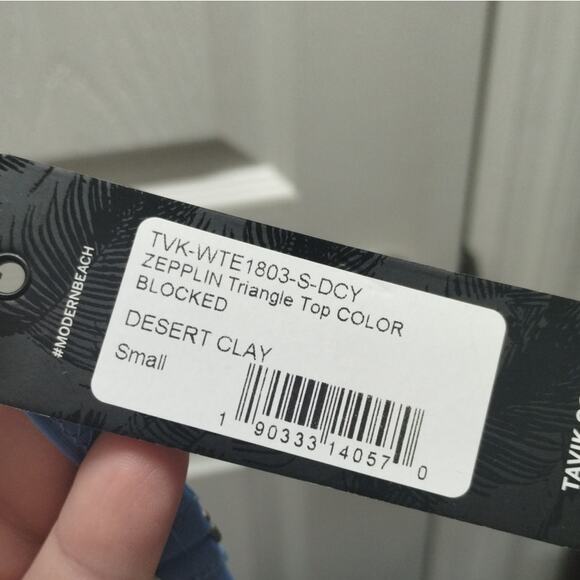 #MODERNBEACH
TVK-WTE1803-S-DCY
ZEPPLIN Triangle Top COLOR
BLOCKED
DESERT CLAY
Small
1 90333 14057 0
TAVIK